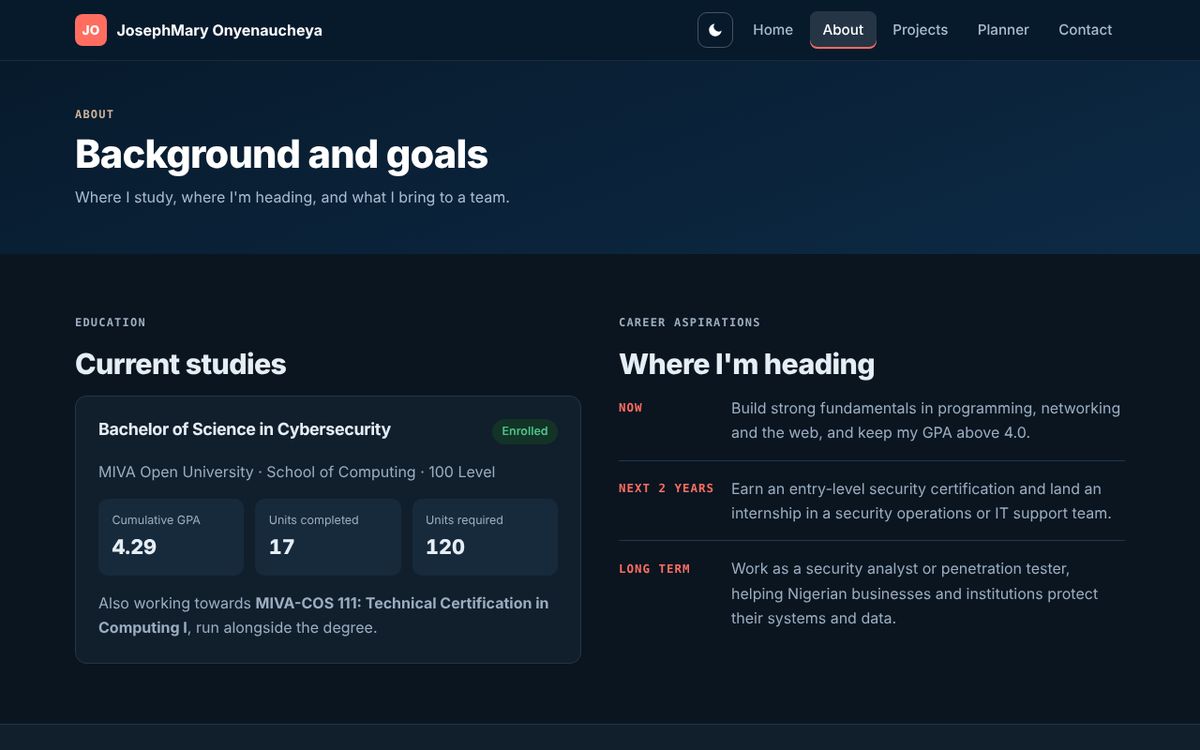 JO
JosephMary Onyenaucheya
Home
About
Projects
Planner
Contact
ABOUT
Background and goals
Where I study, where I'm heading, and what I bring to a team.
EDUCATION
Current studies
Bachelor of Science in Cybersecurity
Enrolled
MIVA Open University · School of Computing · 100 Level
Cumulative GPA
4.29
Units completed
17
Units required
120
Also working towards MIVA-COS 111: Technical Certification in
Computing I, run alongside the degree.
CAREER ASPIRATIONS
Where I'm heading
NOW
Build strong fundamentals in programming, networking
and the web, and keep my GPA above 4.0.
NEXT 2 YEARS
Earn an entry-level security certification and land an
internship in a security operations or IT support team.
LONG TERM
Work as a security analyst or penetration tester,
helping Nigerian businesses and institutions protect
their systems and data.